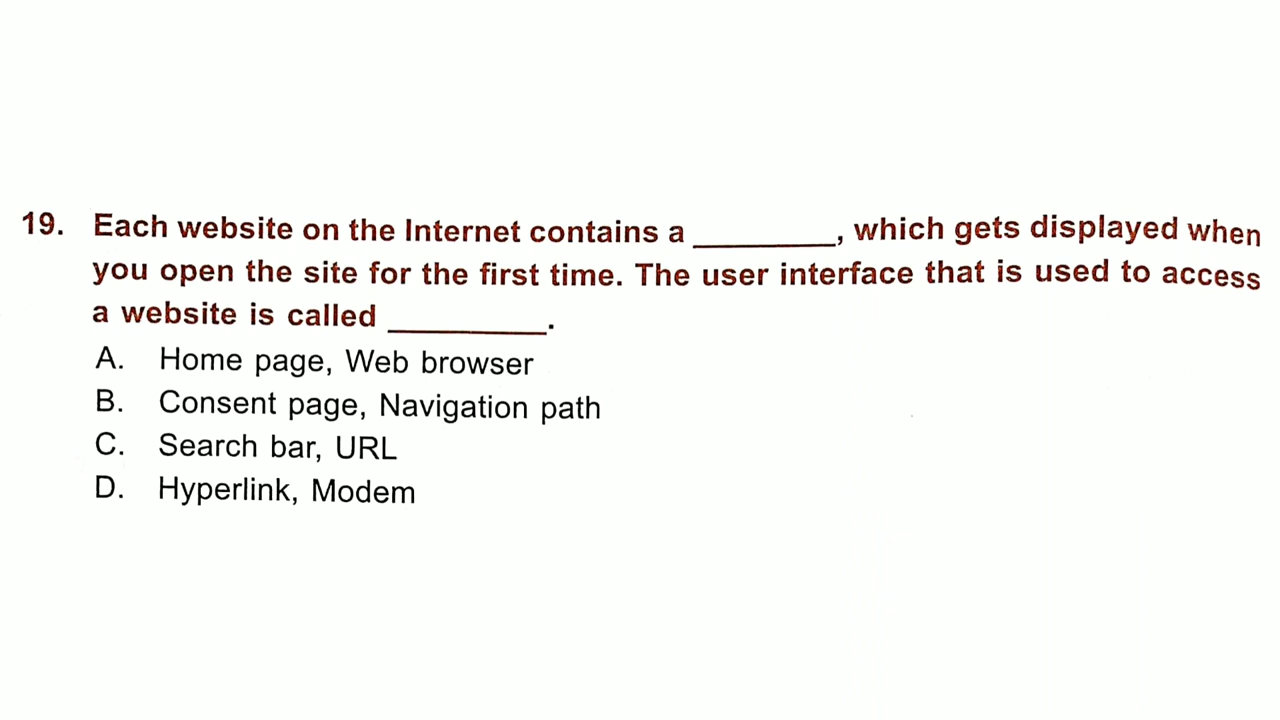 19. Each website on the Internet contains a ________, which gets displayed when
you open the site for the first time. The user interface that is used to access
a website is called _________.
A. Home page, Web browser
B. Consent page, Navigation path
C. Search bar, URL
D. Hyperlink, Modem